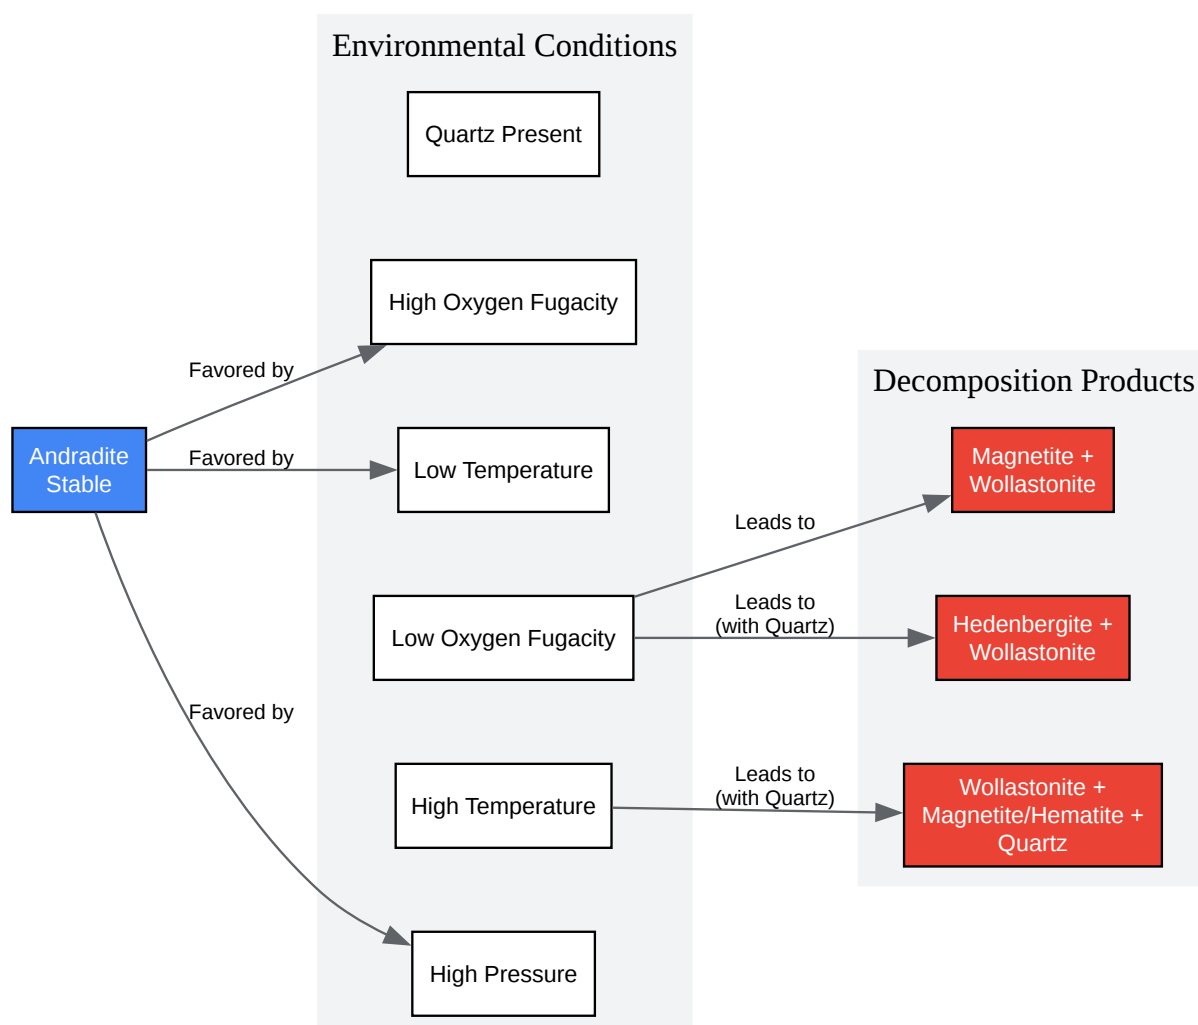 Environmental Conditions
Quartz Present
High Oxygen Fugacity
Favored by
Decomposition Products
Andradite
Stable
Favored by
Low Temperature
Magnetite +
Wollastonite
Leads to
Low Oxygen Fugacity
Leads to
(with Quartz)
Hedenbergite +
Wollastonite
Favored by
High Temperature
Leads to
(with Quartz)
Wollastonite +
Magnetite/Hematite +
Quartz
High Pressure